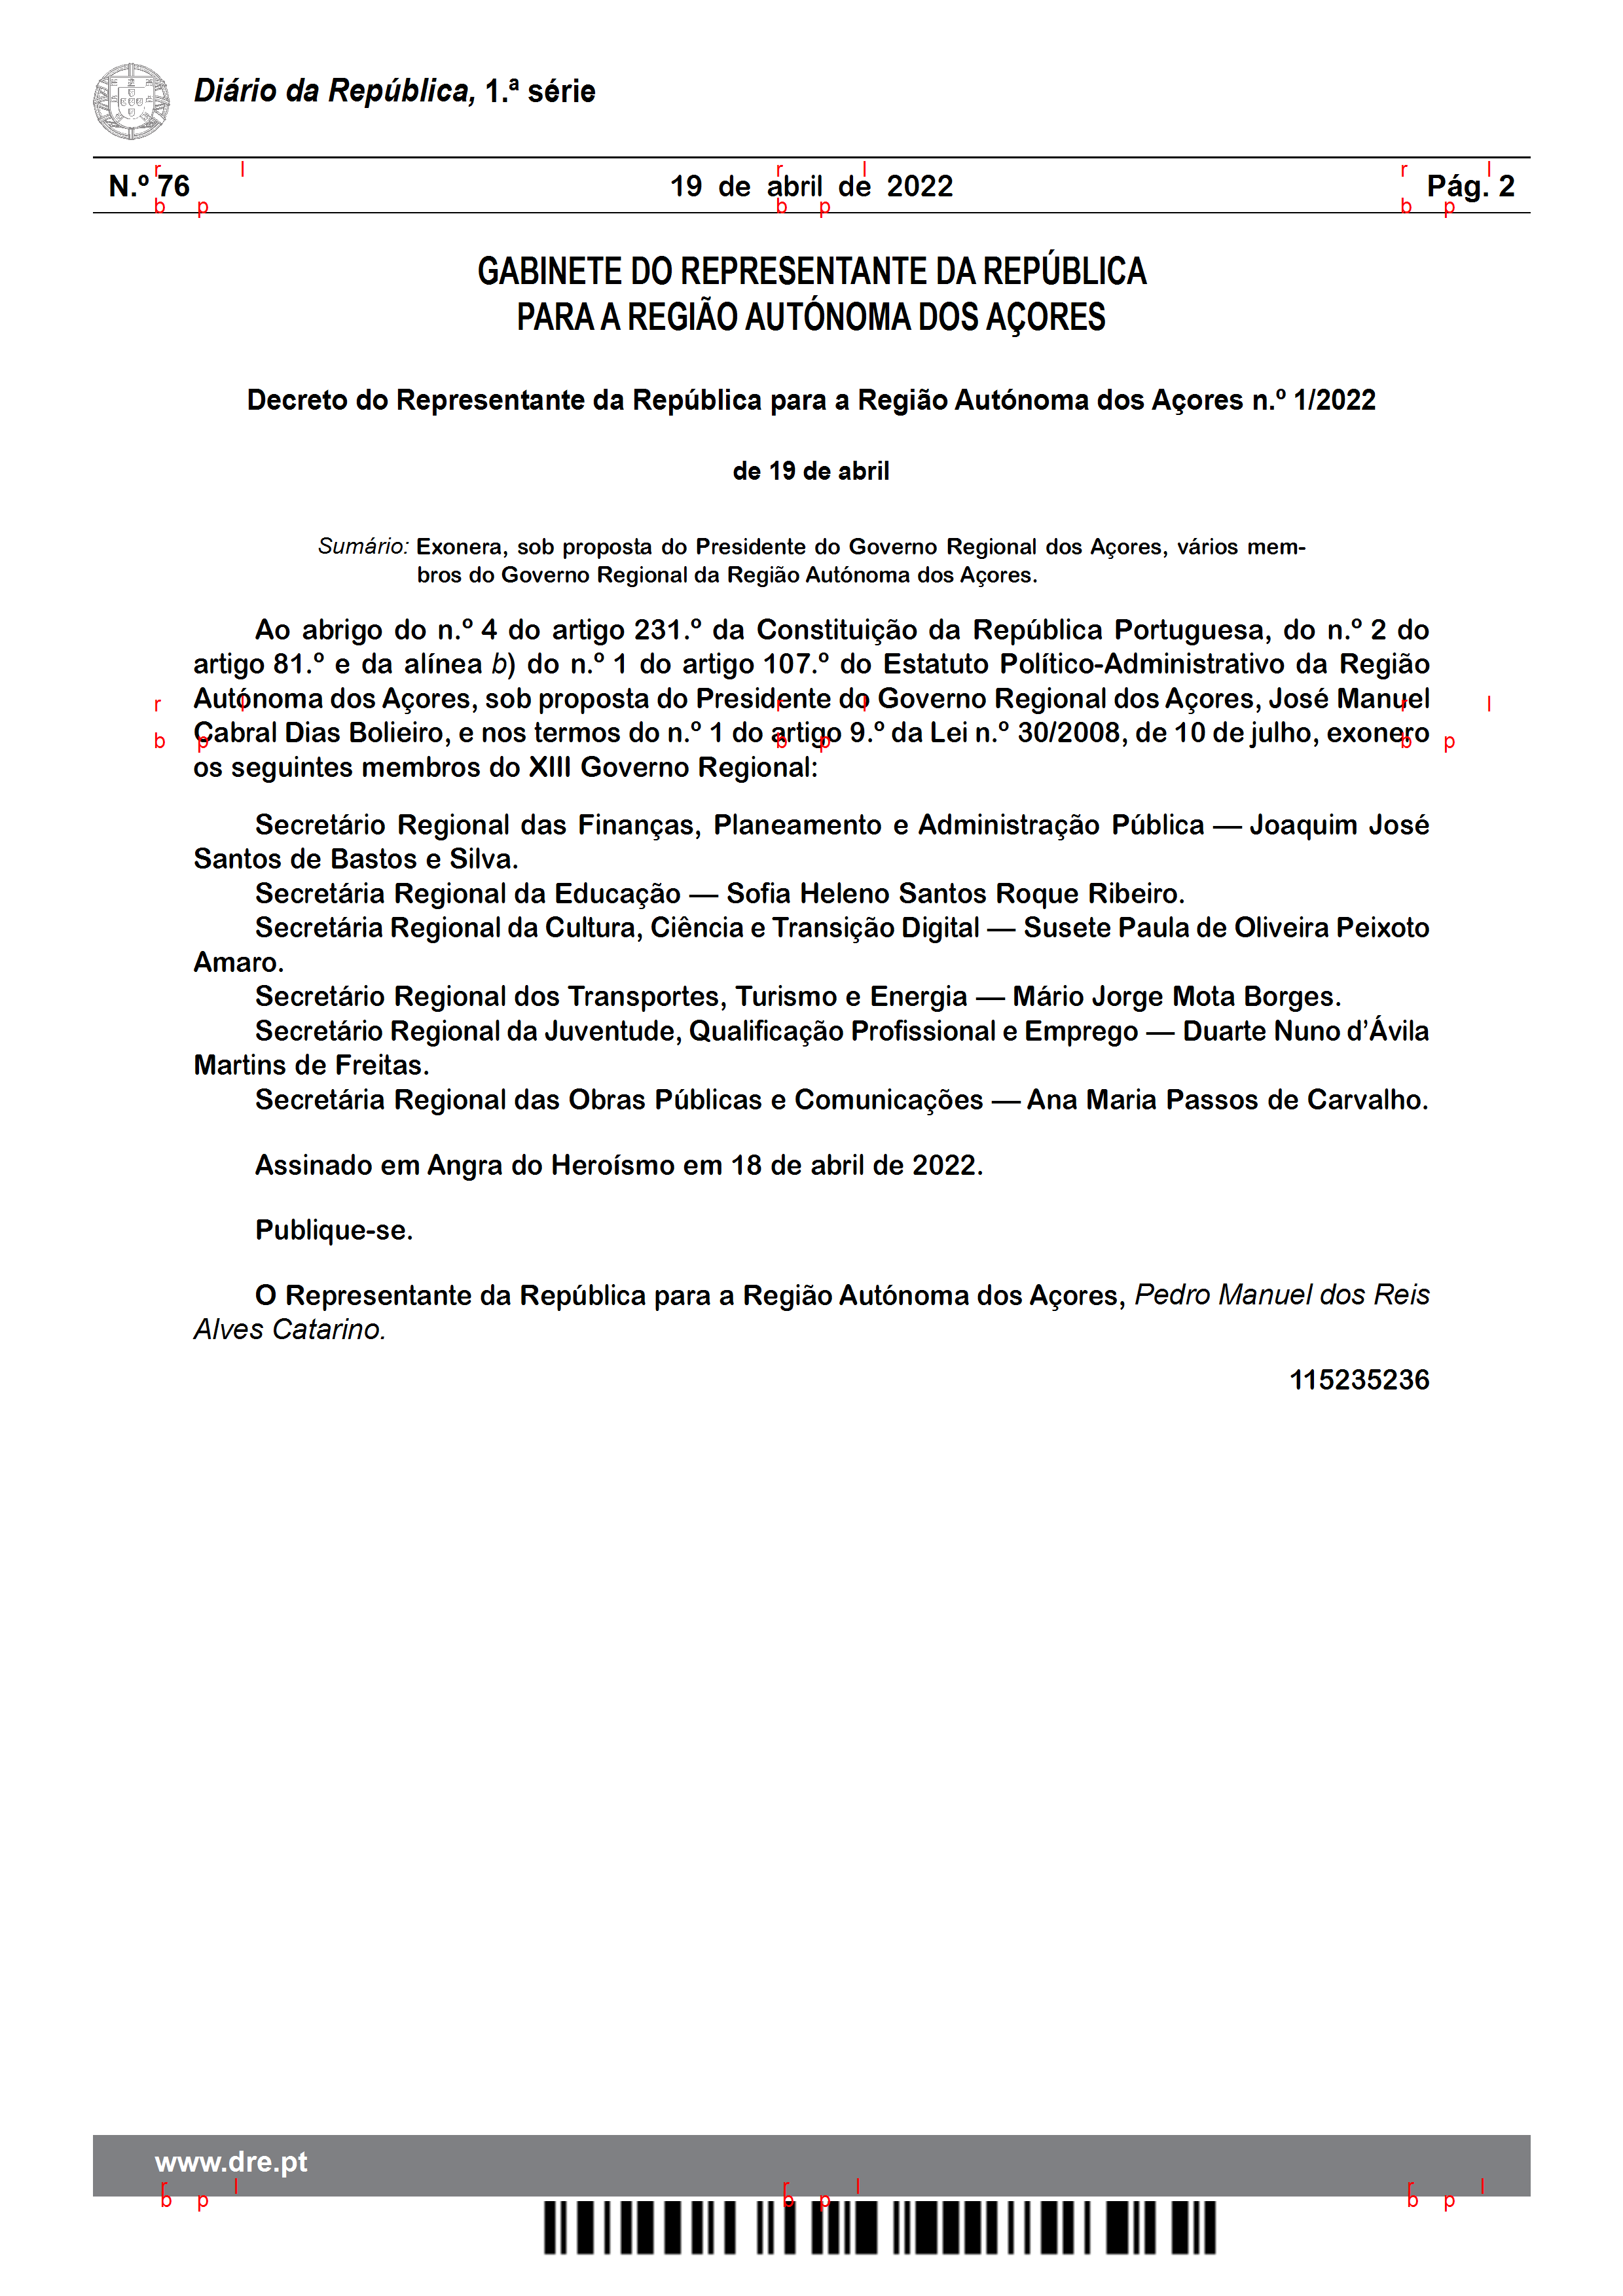 Diário da República, 1.ª série
N.º 76 19 de abril de 2022 Pág. 2
r l r l r l
b p b p b p
GABINETE DO REPRESENTANTE DA REPÚBLICA
PARA A REGIÃO AUTÓNOMA DOS AÇORES
Decreto do Representante da República para a Região Autónoma dos Açores n.º 1/2022
de 19 de abril
Sumário: Exonera, sob proposta do Presidente do Governo Regional dos Açores, vários mem-
bros do Governo Regional da Região Autónoma dos Açores.
Ao abrigo do n.º 4 do artigo 231.º da Constituição da República Portuguesa, do n.º 2 do
artigo 81.º e da alínea b) do n.º 1 do artigo 107.º do Estatuto Político-Administrativo da Região
Autónoma dos Açores, sob proposta do Presidente do Governo Regional dos Açores, José Manuel
Cabral Dias Bolieiro, e nos termos do n.º 1 do artigo 9.º da Lei n.º 30/2008, de 10 de julho, exonero
os seguintes membros do XIII Governo Regional:
r l r l r l
b p b p b p
Secretário Regional das Finanças, Planeamento e Administração Pública — Joaquim José
Santos de Bastos e Silva.
Secretária Regional da Educação — Sofia Heleno Santos Roque Ribeiro.
Secretária Regional da Cultura, Ciência e Transição Digital — Susete Paula de Oliveira Peixoto
Amaro.
Secretário Regional dos Transportes, Turismo e Energia — Mário Jorge Mota Borges.
Secretário Regional da Juventude, Qualificação Profissional e Emprego — Duarte Nuno d’Ávila
Martins de Freitas.
Secretária Regional das Obras Públicas e Comunicações — Ana Maria Passos de Carvalho.
Assinado em Angra do Heroísmo em 18 de abril de 2022.
Publique-se.
O Representante da República para a Região Autónoma dos Açores, Pedro Manuel dos Reis
Alves Catarino.
115235236
www.dre.pt
r l r l r l
b p b p b p